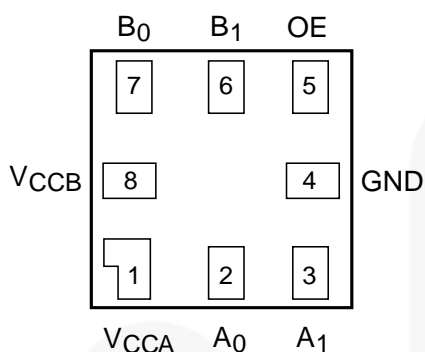 B0 B1 OE
7 6 5
VCCB 8 4 GND
1 2 3
VCCA A0 A1